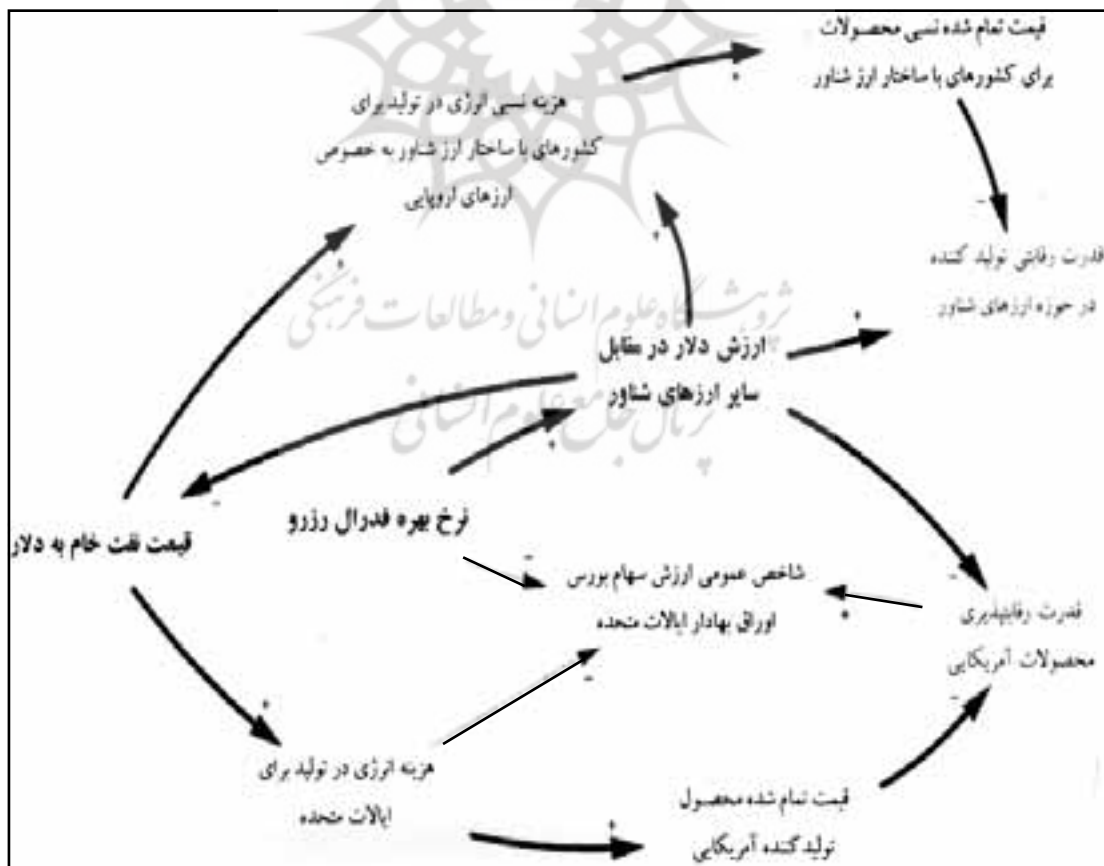 قیمت تمام شده نسبی محصولات
برای کشورهای با ساختار ارز شناور
هزینه نسبی انرژی در تولید برای
کشورهای با ساختار ارز شناور به خصوص
ارزهای اروپایی
+
+
-
+
+
قدرت رقابتی تولید کننده
در حوزه ارزهای شناور
پژوهشگاه علوم انسانی و مطالعات فرهنگی
ارزش دلار در مقابل
سایر ارزهای شناور
پرتال جامع علوم انسانی
+
-
نرخ بهره فدرال رزرو
قیمت نفت خام به دلار
-
شاخص عمومی ارزش سهام بورس
اوراق بهادار ایالات متحده
-
+
قدرت رقابتپذیری
محصولات آمریکایی
-
-
+
هزینه انرژی در تولید برای
ایالات متحده
قیمت تمام شده محصول
تولیدکننده آمریکایی
+